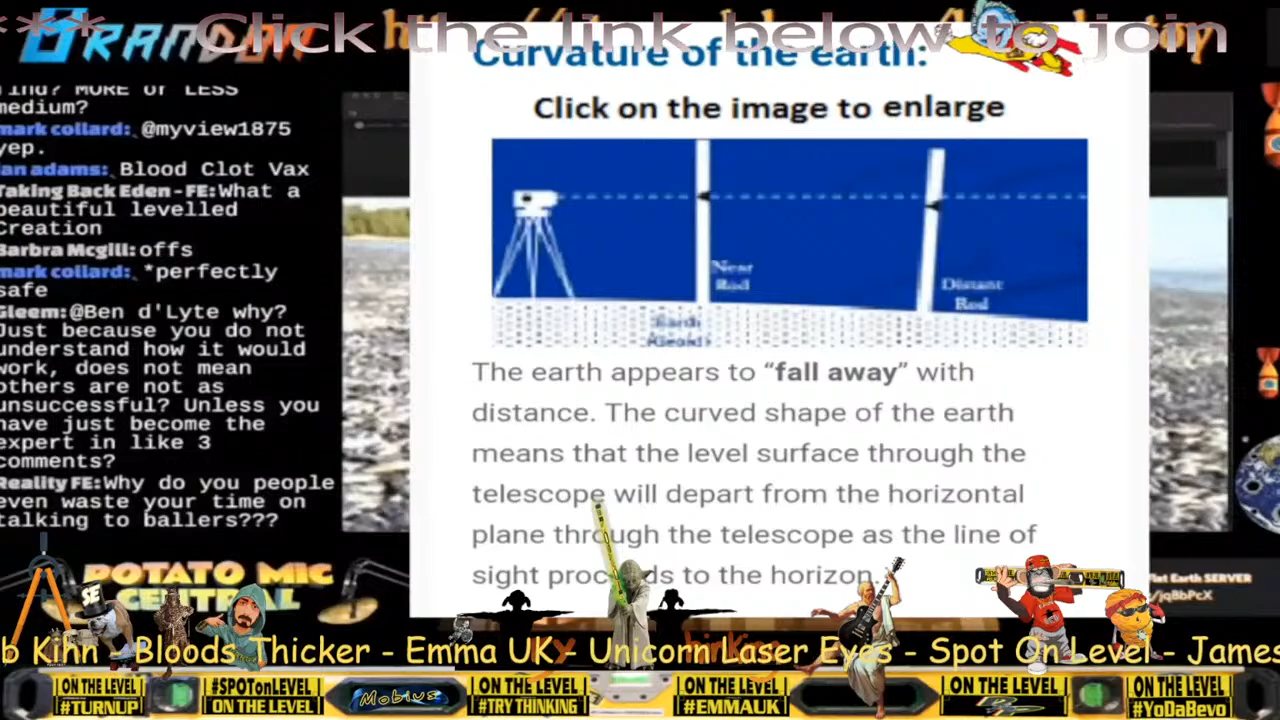 Click the link below to join
Curvature of the earth:
Click on the image to enlarge
Near
Rod
Distant
Rod
Earth
The earth appears to “fall away” with
distance. The curved shape of the earth
means that the level surface through the
telescope will depart from the horizontal
plane through the telescope as the line of
sight proceeds to the horizon.
find? MORE or LESS
medium?
mark collard: @myview1875
yep.
Ian adams: Blood Clot Vax
Taking Back Eden - FE: What a
beautiful levelled
Creation
Barbra Mcgill: offs
mark collard: *perfectly
safe
Gleem: @Ben d'Lyte why?
Just because you do not
understand how it would
work, does not mean
others are not as
unsuccessful? Unless you
have just become the
expert in like 3
comments?
Reality FE: Why do you people
even waste your time on
talking to ballers???
POTATO MIC
CENTRAL
SE
Flat Earth SERVER
/jqBbPcX
b Kihn - Bloods Thicker - Emma UK - Unicorn Laser Eyes - Spot On Level - James
ON THE LEVEL
#TURNUP
#SPOTonLEVEL
ON THE LEVEL
Mobius
ON THE LEVEL
#TRY THINKING
ON THE LEVEL
#EMMAUK
ON THE LEVEL
ON THE LEVEL
#YoDaBevo